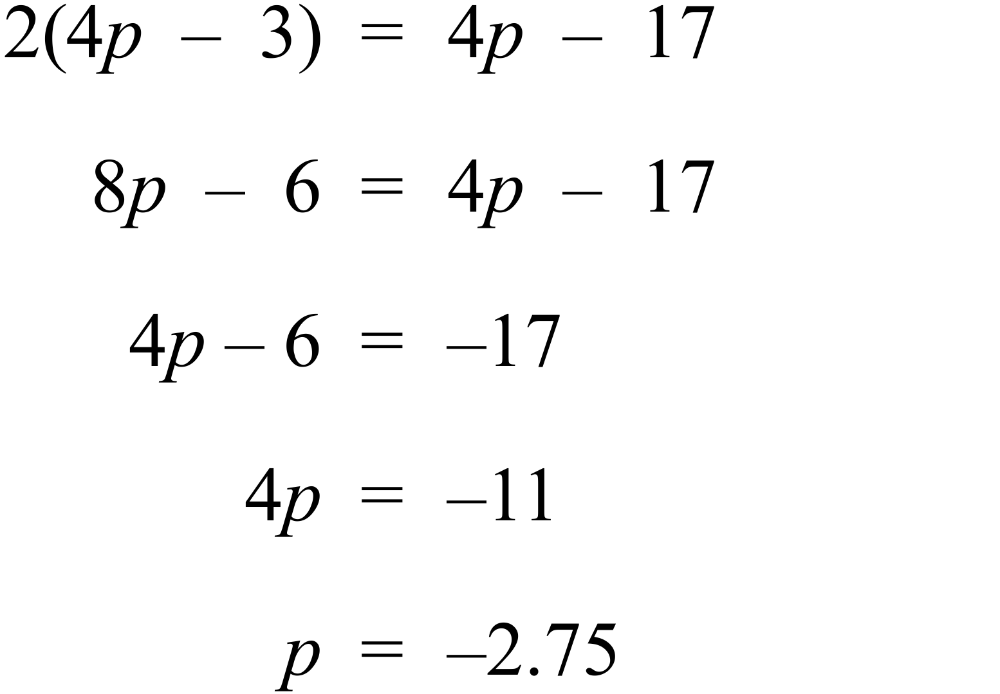 2(4p – 3) = 4p – 17
8p – 6 = 4p – 17
4p – 6 = –17
4p = –11
p = –2.75